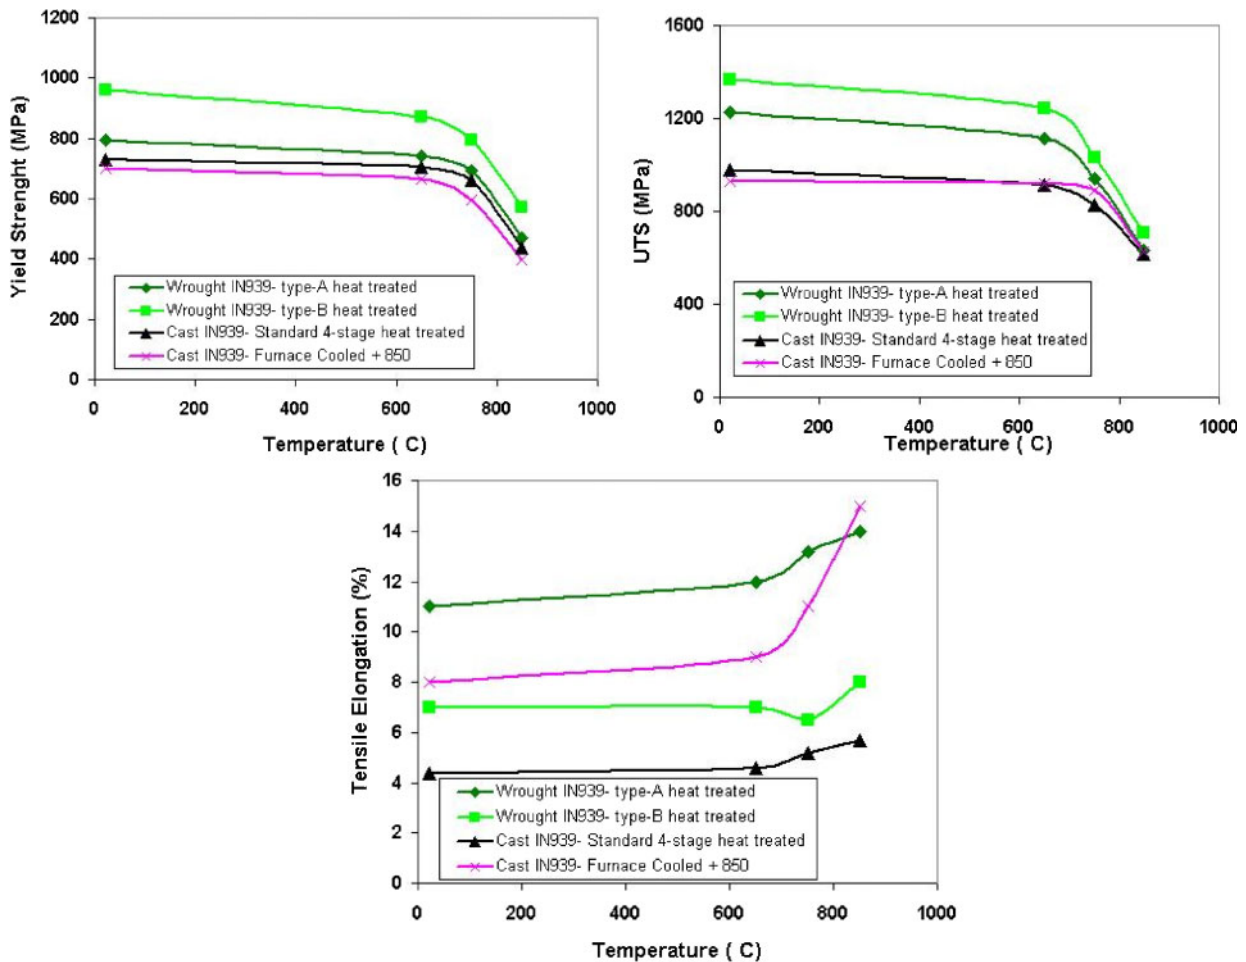 Yield Strenght (MPa)
1200
1000
800
600
400
200
0
Wrought IN939- type-A heat treated
Wrought IN939- type-B heat treated
Cast IN939- Standard 4-stage heat treated
Cast IN939- Furnace Cooled + 850
0 200 400 600 800 1000
Temperature ( C)
UTS (MPa)
1600
1200
800
400
0
Wrought IN939- type-A heat treated
Wrought IN939- type-B heat treated
Cast IN939- Standard 4-stage heat treated
Cast IN939- Furnace Cooled + 850
0 200 400 600 800 1000
Temperature ( C)
Tensile Elongation (%)
16
14
12
10
8
6
4
2
0
Wrought IN939- type-A heat treated
Wrought IN939- type-B heat treated
Cast IN939- Standard 4-stage heat treated
Cast IN939- Furnace Cooled + 850
0 200 400 600 800 1000
Temperature ( C)